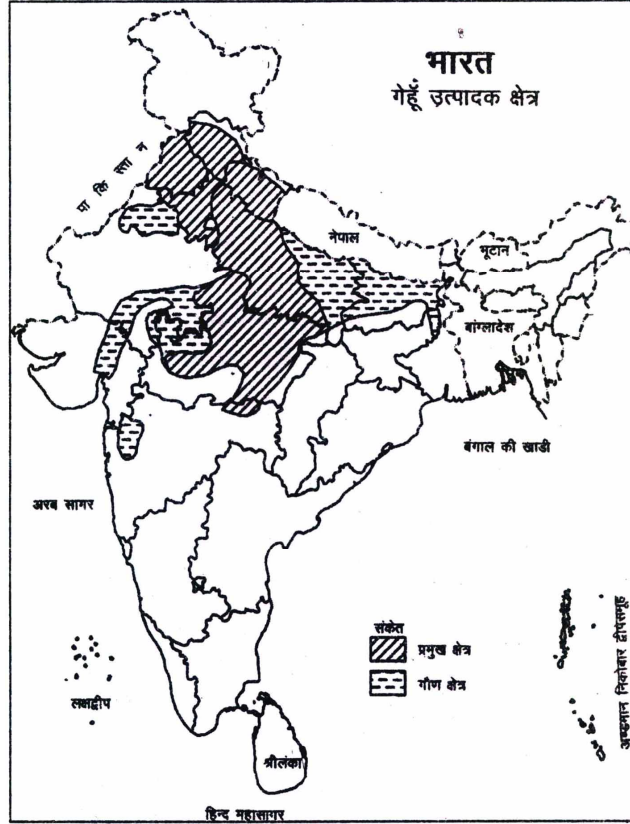 भारत
गेहूँ उत्पादक क्षेत्र
पा कि स्ता न
नेपाल
भूटान
बांग्लादेश
बंगाल की खाडी
अरब सागर
संकेत
प्रमुख क्षेत्र
गौण क्षेत्र
लक्षद्वीप
अण्डमान निकोबार द्वीपसमूह
श्रीलंका
हिन्द महासागर